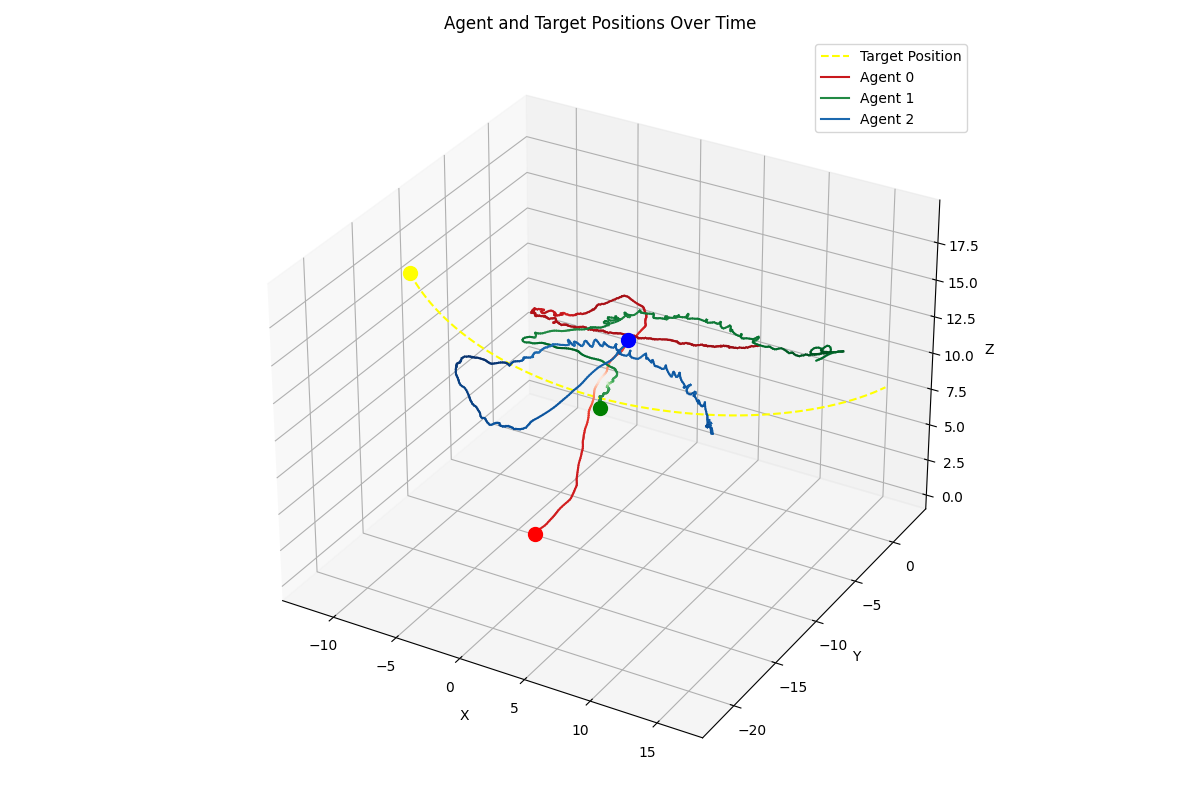 Agent and Target Positions Over Time
Target Position
Agent 0
Agent 1
Agent 2
17.5
15.0
12.5
10.0
7.5
5.0
2.5
0.0
Z
0
−5
−10
−15
−20
Y
−10
−5
0
5
10
15
X